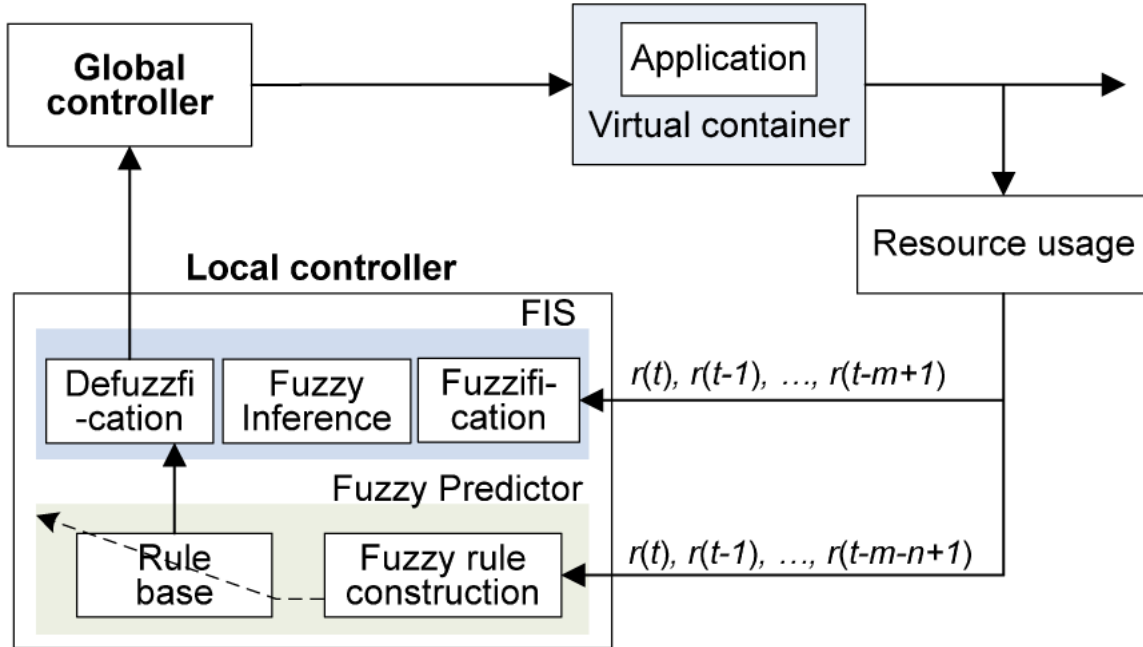 Global
controller
Application
Virtual container
Resource usage
Local controller
FIS
Defuzzfi
-cation
Fuzzy
Inference
Fuzzifi-
cation
r(t), r(t-1), …, r(t-m+1)
Fuzzy Predictor
Rule
base
Fuzzy rule
construction
r(t), r(t-1), …, r(t-m-n+1)